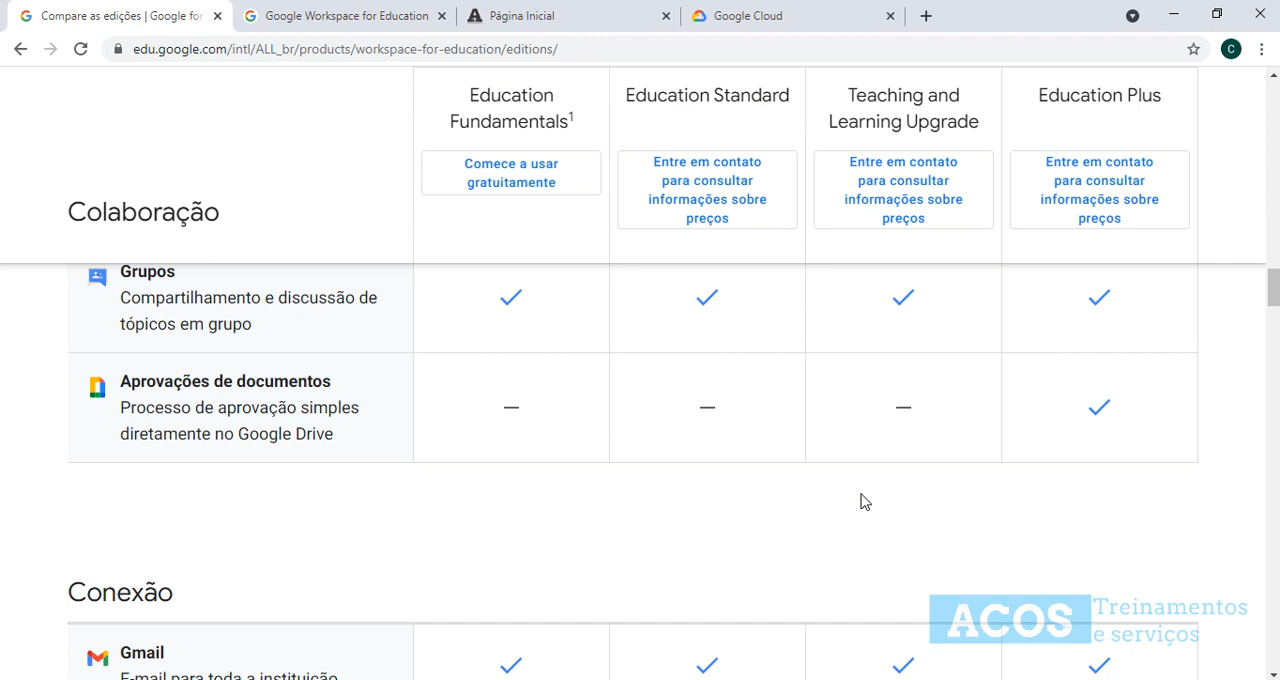 Compare as edições | Google for
Google Workspace for Education
Página Inicial
Google Cloud
edu.google.com/intl/ALL_br/products/workspace-for-education/editions/
C
Colaboração
Education
Fundamentals1
Comece a usar
gratuitamente
Education Standard
Entre em contato
para consultar
informações sobre
preços
Teaching and
Learning Upgrade
Entre em contato
para consultar
informações sobre
preços
Education Plus
Entre em contato
para consultar
informações sobre
preços
Grupos
Compartilhamento e discussão de
tópicos em grupo
Aprovações de documentos
Processo de aprovação simples
diretamente no Google Drive
Conexão
Gmail
E-mail para toda a instituição
ACOS
Treinamentos
e serviços